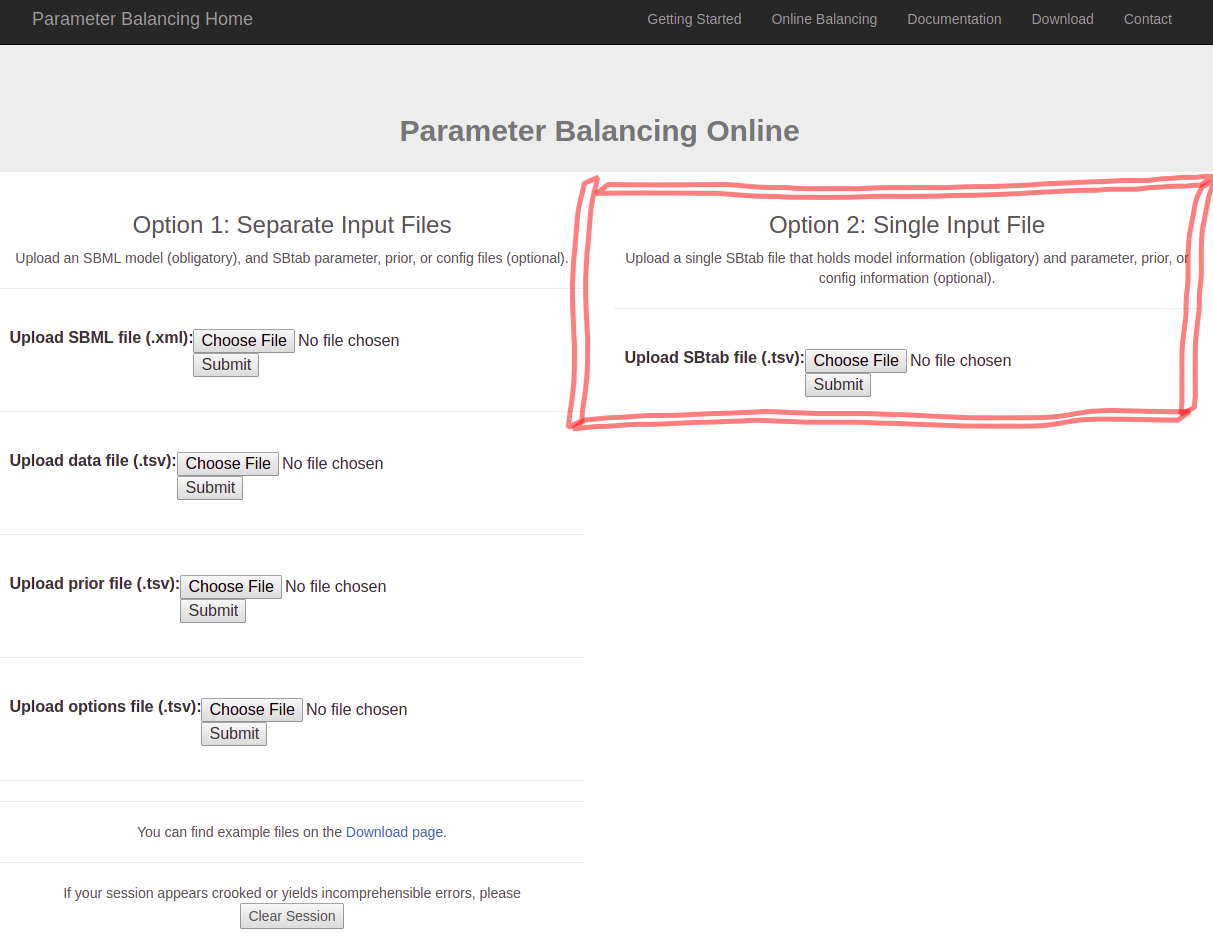 Parameter Balancing Home
Getting Started
Online Balancing
Documentation
Download
Contact
Parameter Balancing Online
Option 1: Separate Input Files
Upload an SBML model (obligatory), and SBtab parameter, prior, or config files (optional).
Upload SBML file (.xml): Choose File No file chosen
Submit
Upload data file (.tsv): Choose File No file chosen
Submit
Upload prior file (.tsv): Choose File No file chosen
Submit
Upload options file (.tsv): Choose File No file chosen
Submit
You can find example files on the Download page.
If your session appears crooked or yields incomprehensible errors, please
Clear Session
Option 2: Single Input File
Upload a single SBtab file that holds model information (obligatory) and parameter, prior, or
config information (optional).
Upload SBtab file (.tsv): Choose File No file chosen
Submit